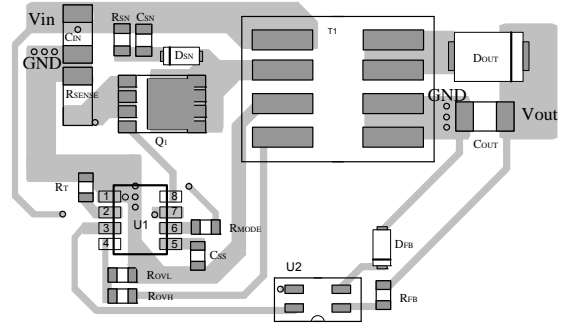 Vin
CIN
RSN
CSN
T1
GND
DSN
DOUT
RSENSE
GND
Vout
Q1
COUT
RT
1
8
2
7
3
6
4
5
U1
RMODE
CSS
DFB
ROVL
U2
ROVH
RFB